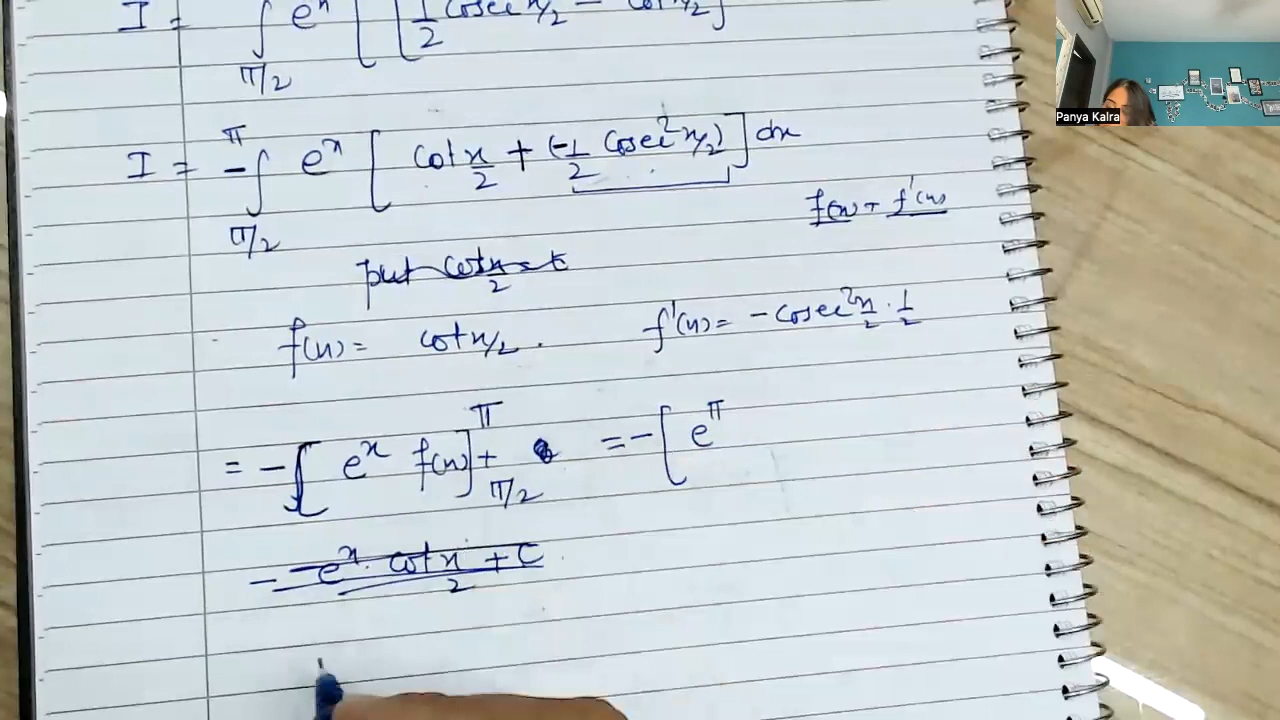 I = ∫ π/2 e^x [ [ 1/2 cosec² x/2 - cot x/2 ]
Panya Kalra
I = - ∫ π/2 π e^x [ cot x/2 + (-1/2 cosec² x/2) ] dx
f(x) + f'(x)
put cot x/2 = t
f(x) = cot x/2 . f'(x) = - cosec² x/2 . 1/2
= - [ e^x f(x) ] π/2 π + = - [ e^π
- - e^x . cot x/2 + C